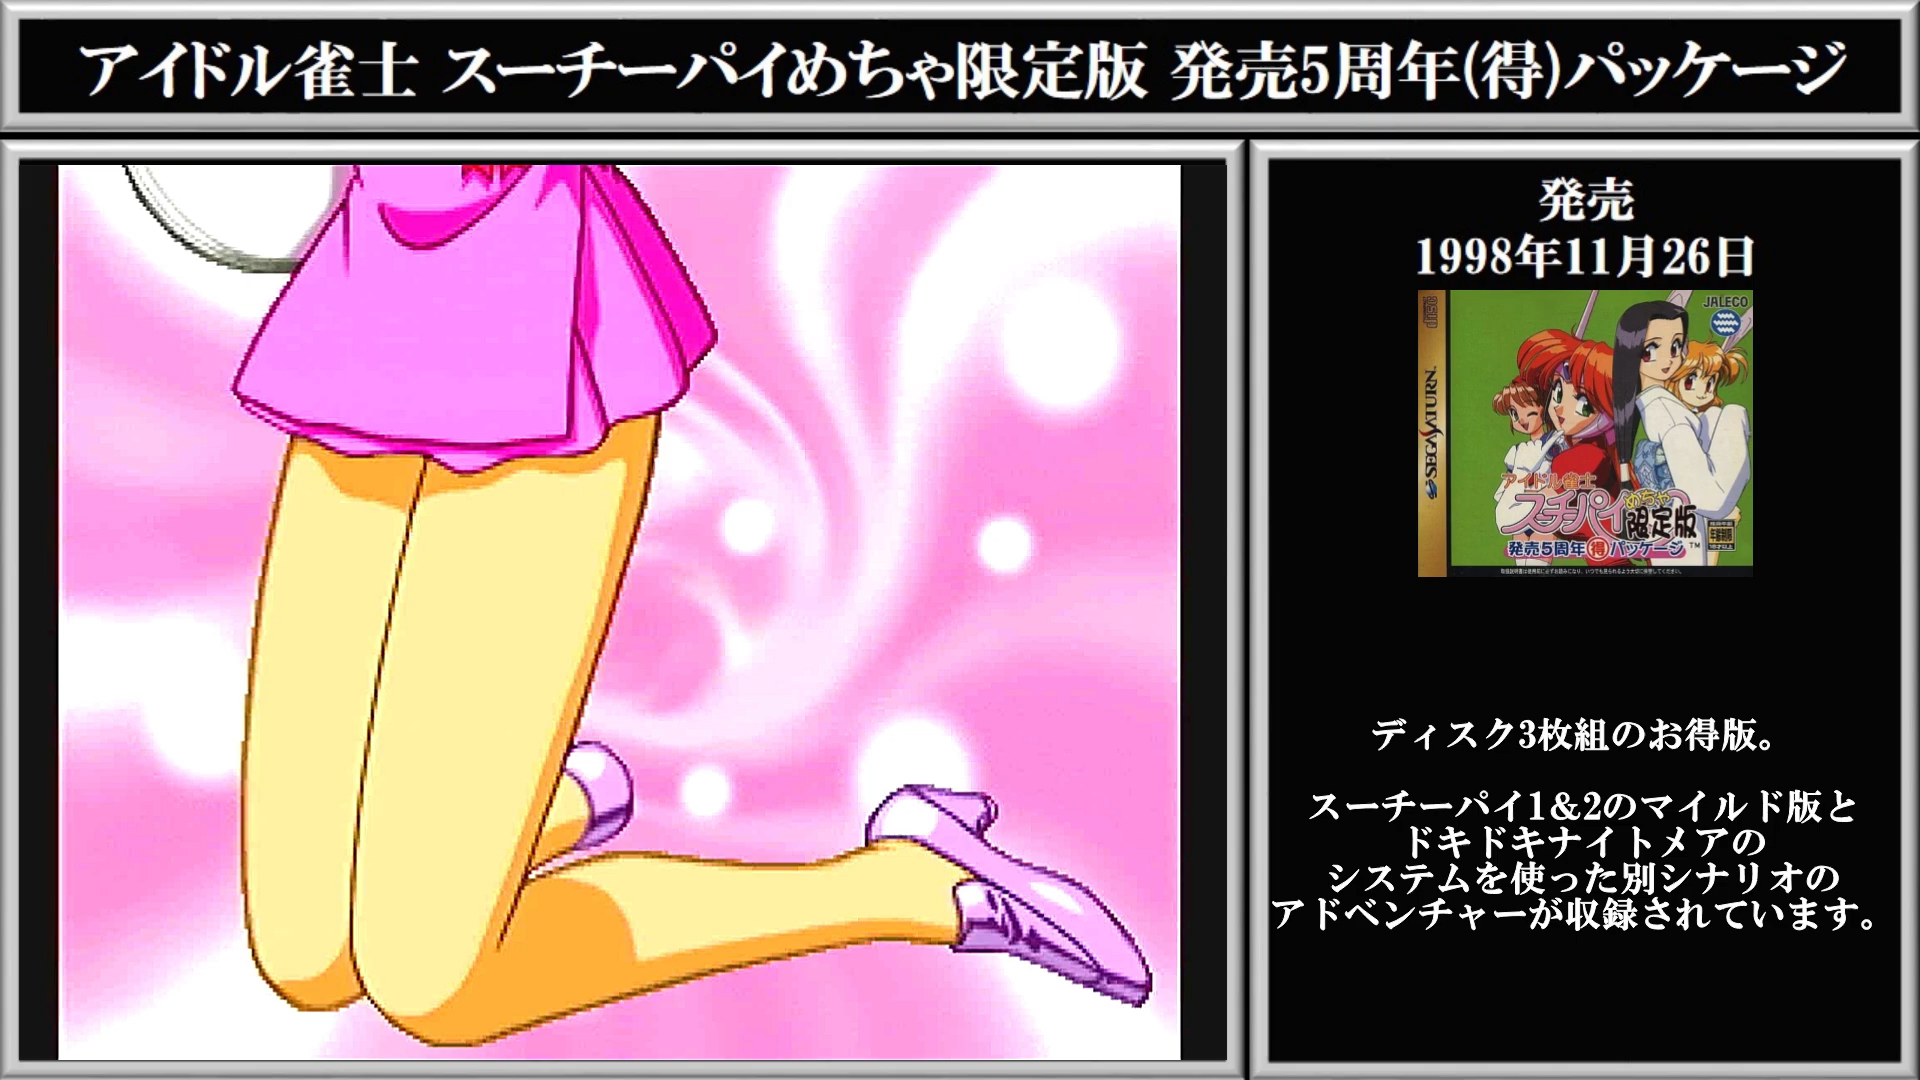 アイドル雀士 スーチーパイめちゃ限定版 発売5周年(得)パッケージ
発売
1998年11月26日
JALECO
SEGA SATURN
アイドル雀士
スーチーパイ めちゃ限定版
発売5周年 得 パッケージ
ディスク3枚組のお得版。
スーチーパイ1&2のマイルド版と
ドキドキナイトメアの
システムを使った別シナリオの
アドベンチャーが収録されています。